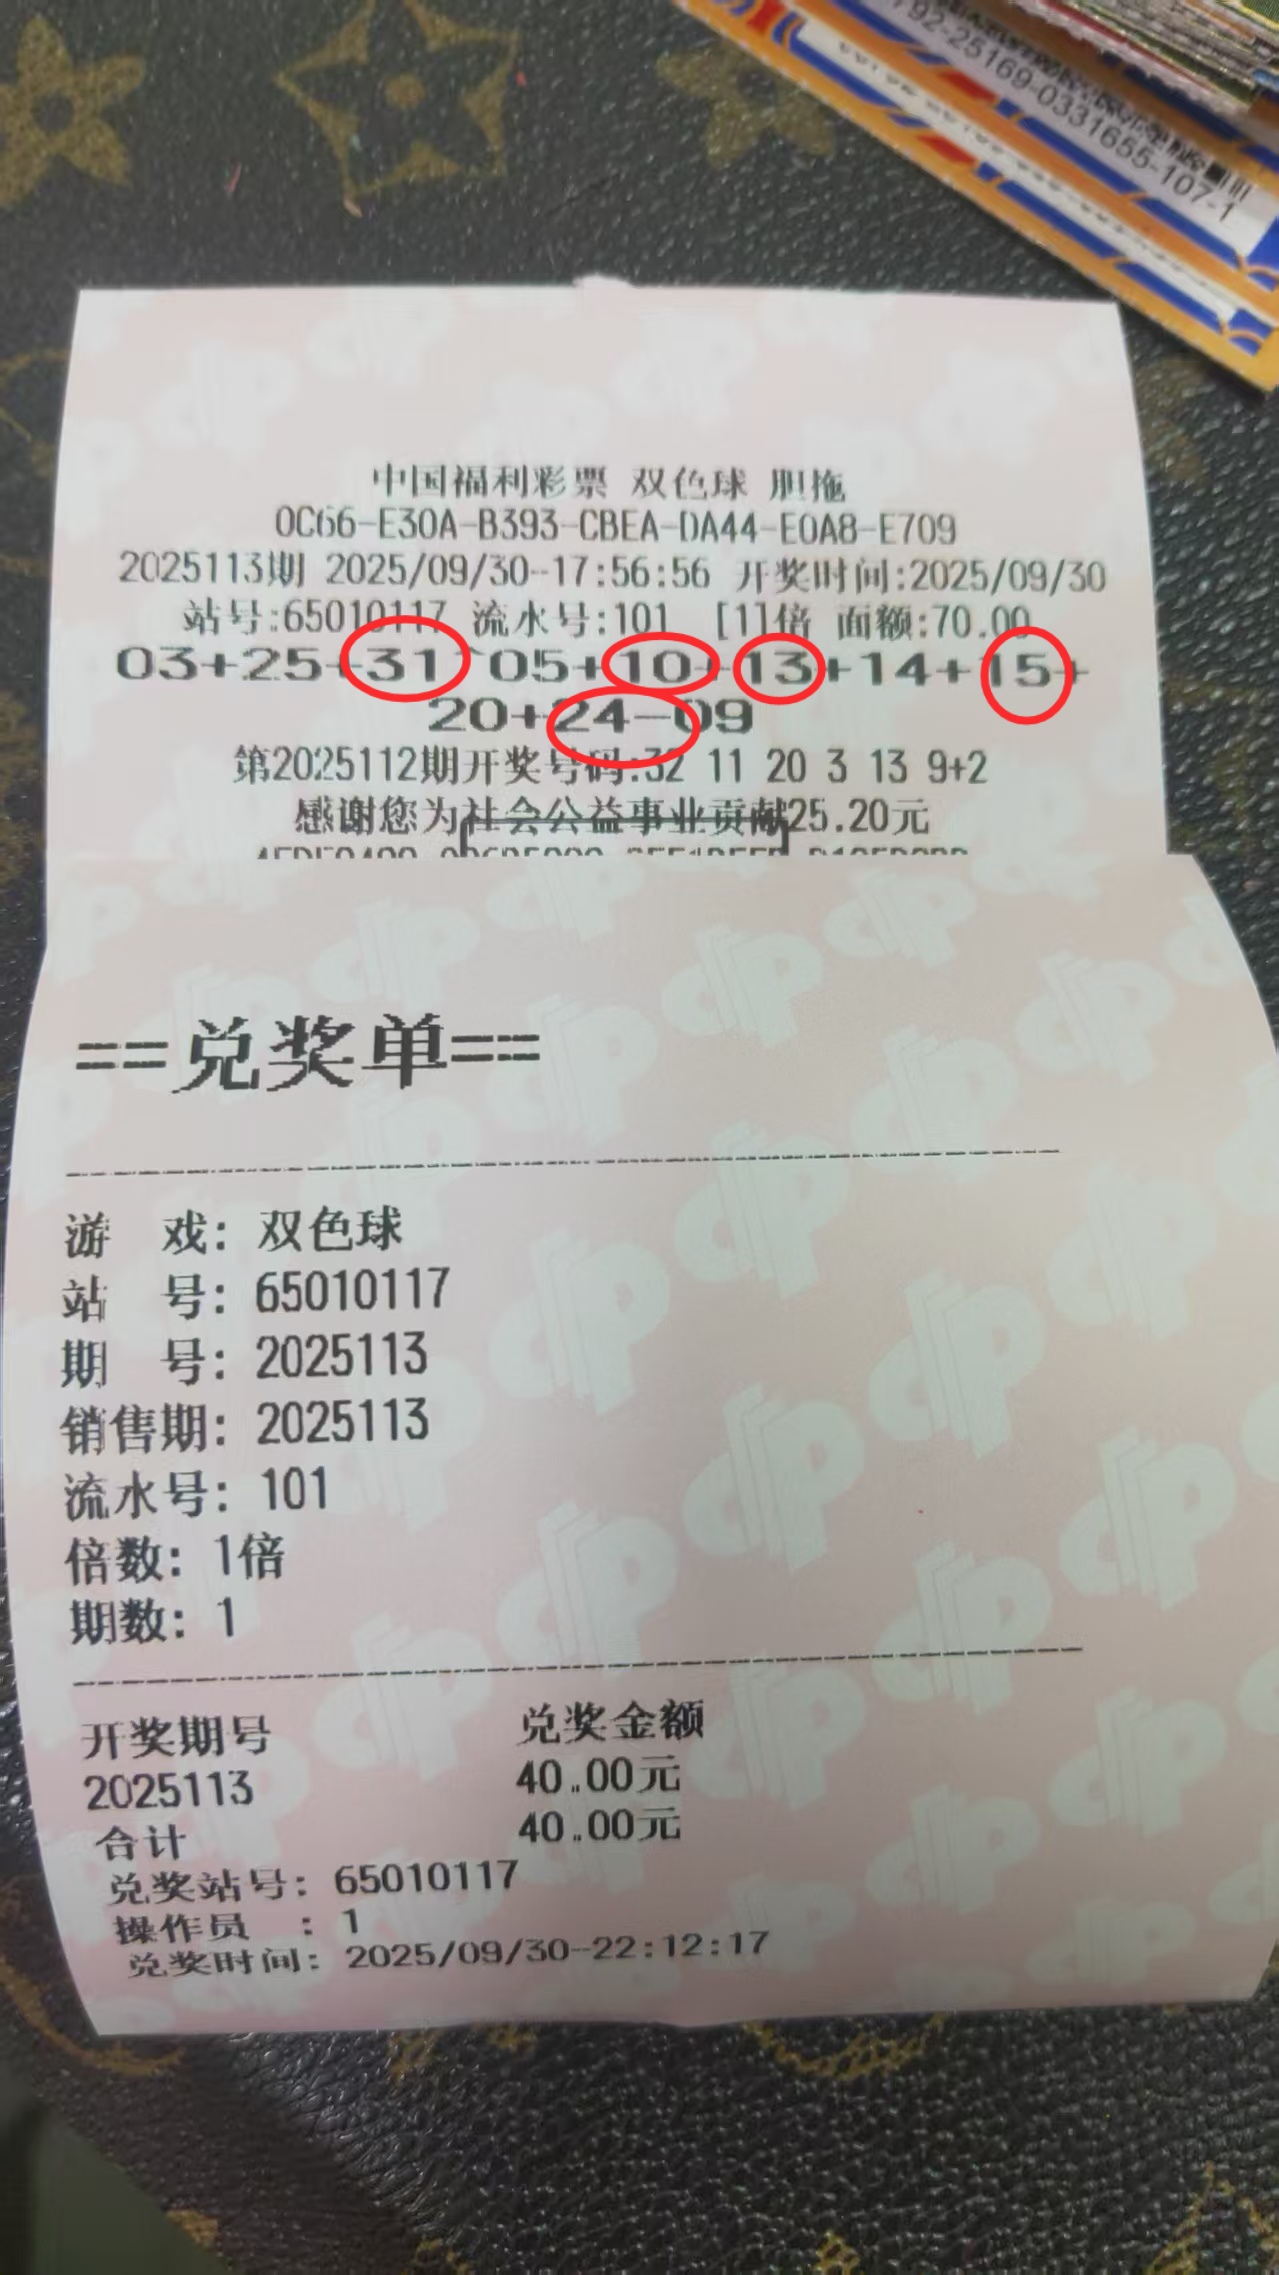 792-25169-0331655-107-1
中国福利彩票 双色球 胆拖
0C66-E30A-B393-CBEA-DA44-E0A8-E709
2025113期 2025/09/30-17:56:56 开奖时间:2025/09/30
站号:65010117 流水号:101 [1]倍 面额:70.00
03+25+31 05+10+13+14+15+
20+24-09
第2025112期开奖号码:32 11 20 3 13 9+2
感谢您为社会公益事业贡献25.20元
==兑奖单==
游 戏: 双色球
站 号: 65010117
期 号: 2025113
销售期: 2025113
流水号: 101
倍数: 1倍
期数: 1
开奖期号 兑奖金额
2025113 40.00元
合计 40.00元
兑奖站号: 65010117
操作员 : 1
兑奖时间: 2025/09/30-22:12:17